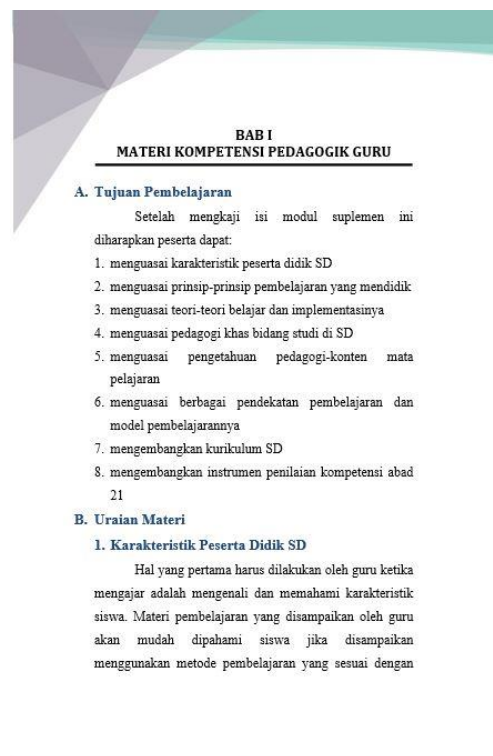 BAB I
MATERI KOMPETENSI PEDAGOGIK GURU
A. Tujuan Pembelajaran
Setelah mengkaji isi modul suplemen ini
diharapkan peserta dapat:
1. menguasai karakteristik peserta didik SD
2. menguasai prinsip-prinsip pembelajaran yang mendidik
3. menguasai teori-teori belajar dan implementasinya
4. menguasai pedagogi khas bidang studi di SD
5. menguasai pengetahuan pedagogi-konten mata
pelajaran
6. menguasai berbagai pendekatan pembelajaran dan
model pembelajarannya
7. mengembangkan kurikulum SD
8. mengembangkan instrumen penilaian kompetensi abad
21
B. Uraian Materi
1. Karakteristik Peserta Didik SD
Hal yang pertama harus dilakukan oleh guru ketika
mengajar adalah mengenali dan memahami karakteristik
siswa. Materi pembelajaran yang disampaikan oleh guru
akan mudah dipahami siswa jika disampaikan
menggunakan metode pembelajaran yang sesuai dengan